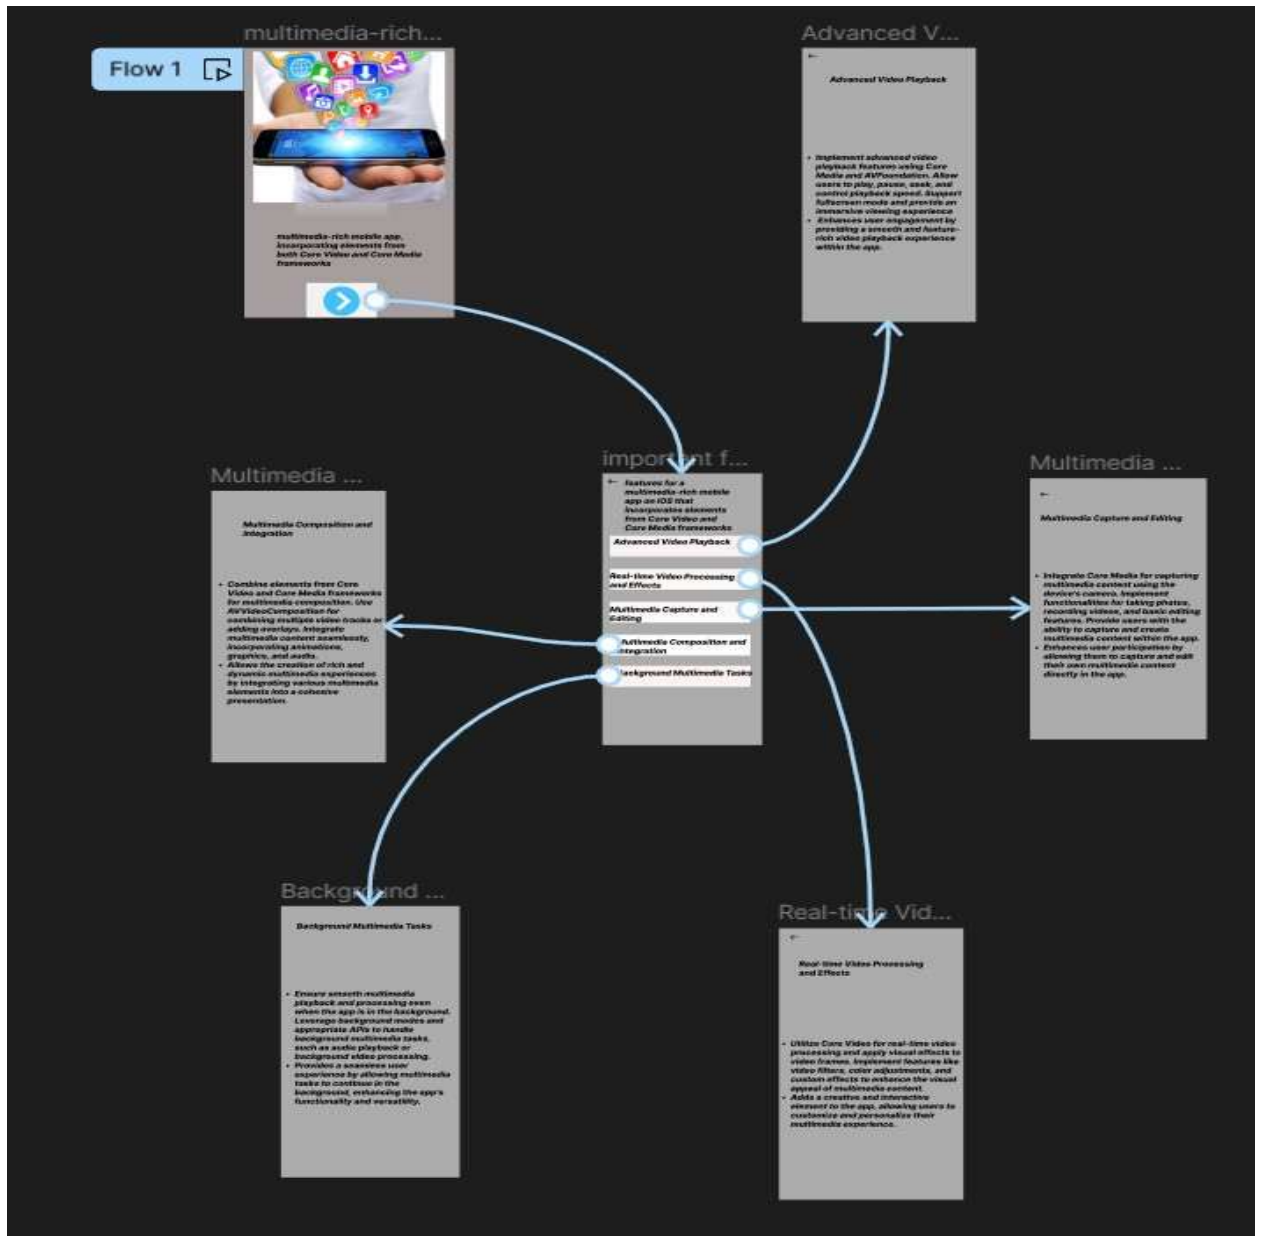 multimedia-rich...
Flow 1
multimedia-rich mobile app,
incorporating elements from
both Core Video and Core Media
frameworks
Advanced V...
←
Advanced Video Playback
• Implement advanced video
playback features using Core
Media and AVFoundation. Allow
users to play, pause, seek, and
control playback speed. Support
fullscreen mode and provide an
immersive viewing experience
• Enhances user engagement by
providing a smooth and feature-
rich video playback experience
within the app.
important f...
← features for a
multimedia-rich mobile
app on iOS that
incorporates elements
from Core Video and
Core Media frameworks
Advanced Video Playback
Real-time Video Processing
and Effects
Multimedia Capture and
Editing
Multimedia Composition and
Integration
Background Multimedia Tasks
Multimedia ...
Multimedia Composition and
Integration
• Combine elements from Core
Video and Core Media frameworks
for multimedia composition. Use
AVVideoComposition for
combining multiple video tracks or
adding overlays. Integrate
multimedia content seamlessly,
incorporating animations,
graphics, and audio.
• Allows the creation of rich and
dynamic multimedia experiences
by integrating various multimedia
elements into a cohesive
presentation.
Multimedia ...
←
Multimedia Capture and Editing
• Integrate Core Media for capturing
multimedia content using the
device's camera. Implement
functionalities for taking photos,
recording videos, and basic editing
features. Provide users with the
ability to capture and create
multimedia content within the app.
• Enhances user participation by
allowing them to capture and edit
their own multimedia content
directly in the app.
Background ...
Background Multimedia Tasks
• Ensure smooth multimedia
playback and processing even
when the app is in the background.
Leverage background modes and
appropriate APIs to handle
background multimedia tasks,
such as audio playback or
background video processing.
• Provides a seamless user
experience by allowing multimedia
tasks to continue in the
background, enhancing the app's
functionality and versatility.
Real-time Vid...
←
Real-time Video Processing
and Effects
• Utilize Core Video for real-time video
processing and apply visual effects to
video frames. Implement features like
video filters, color adjustments, and
custom effects to enhance the visual
appeal of multimedia content.
• Adds a creative and interactive
element to the app, allowing users to
customize and personalize their
multimedia experience.